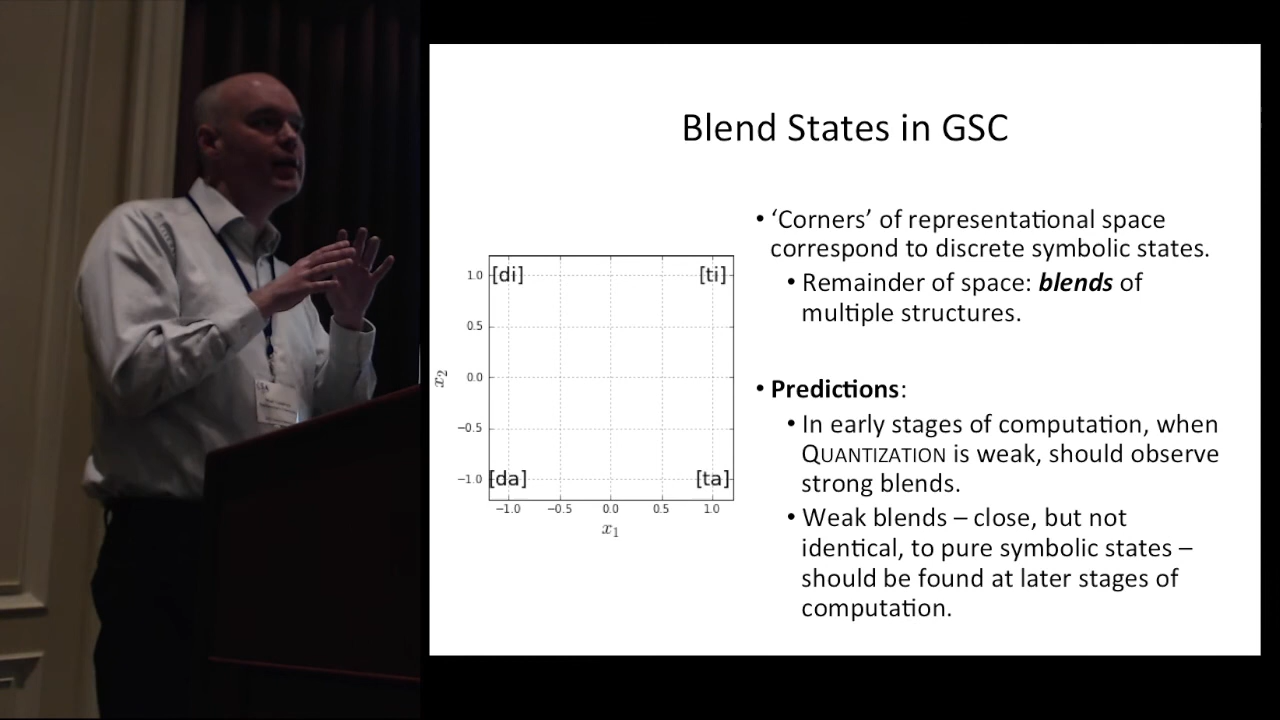 Blend States in GSC
• ‘Corners’ of representational space
correspond to discrete symbolic states.
• Remainder of space: blends of
multiple structures.
• Predictions:
• In early stages of computation, when
QUANTIZATION is weak, should observe
strong blends.
• Weak blends – close, but not
identical, to pure symbolic states –
should be found at later stages of
computation.
1.0
[di]
[ti]
0.5
0.0
−0.5
−1.0
[da]
[ta]
x2
−1.0 −0.5 0.0 0.5 1.0
x1
LSA